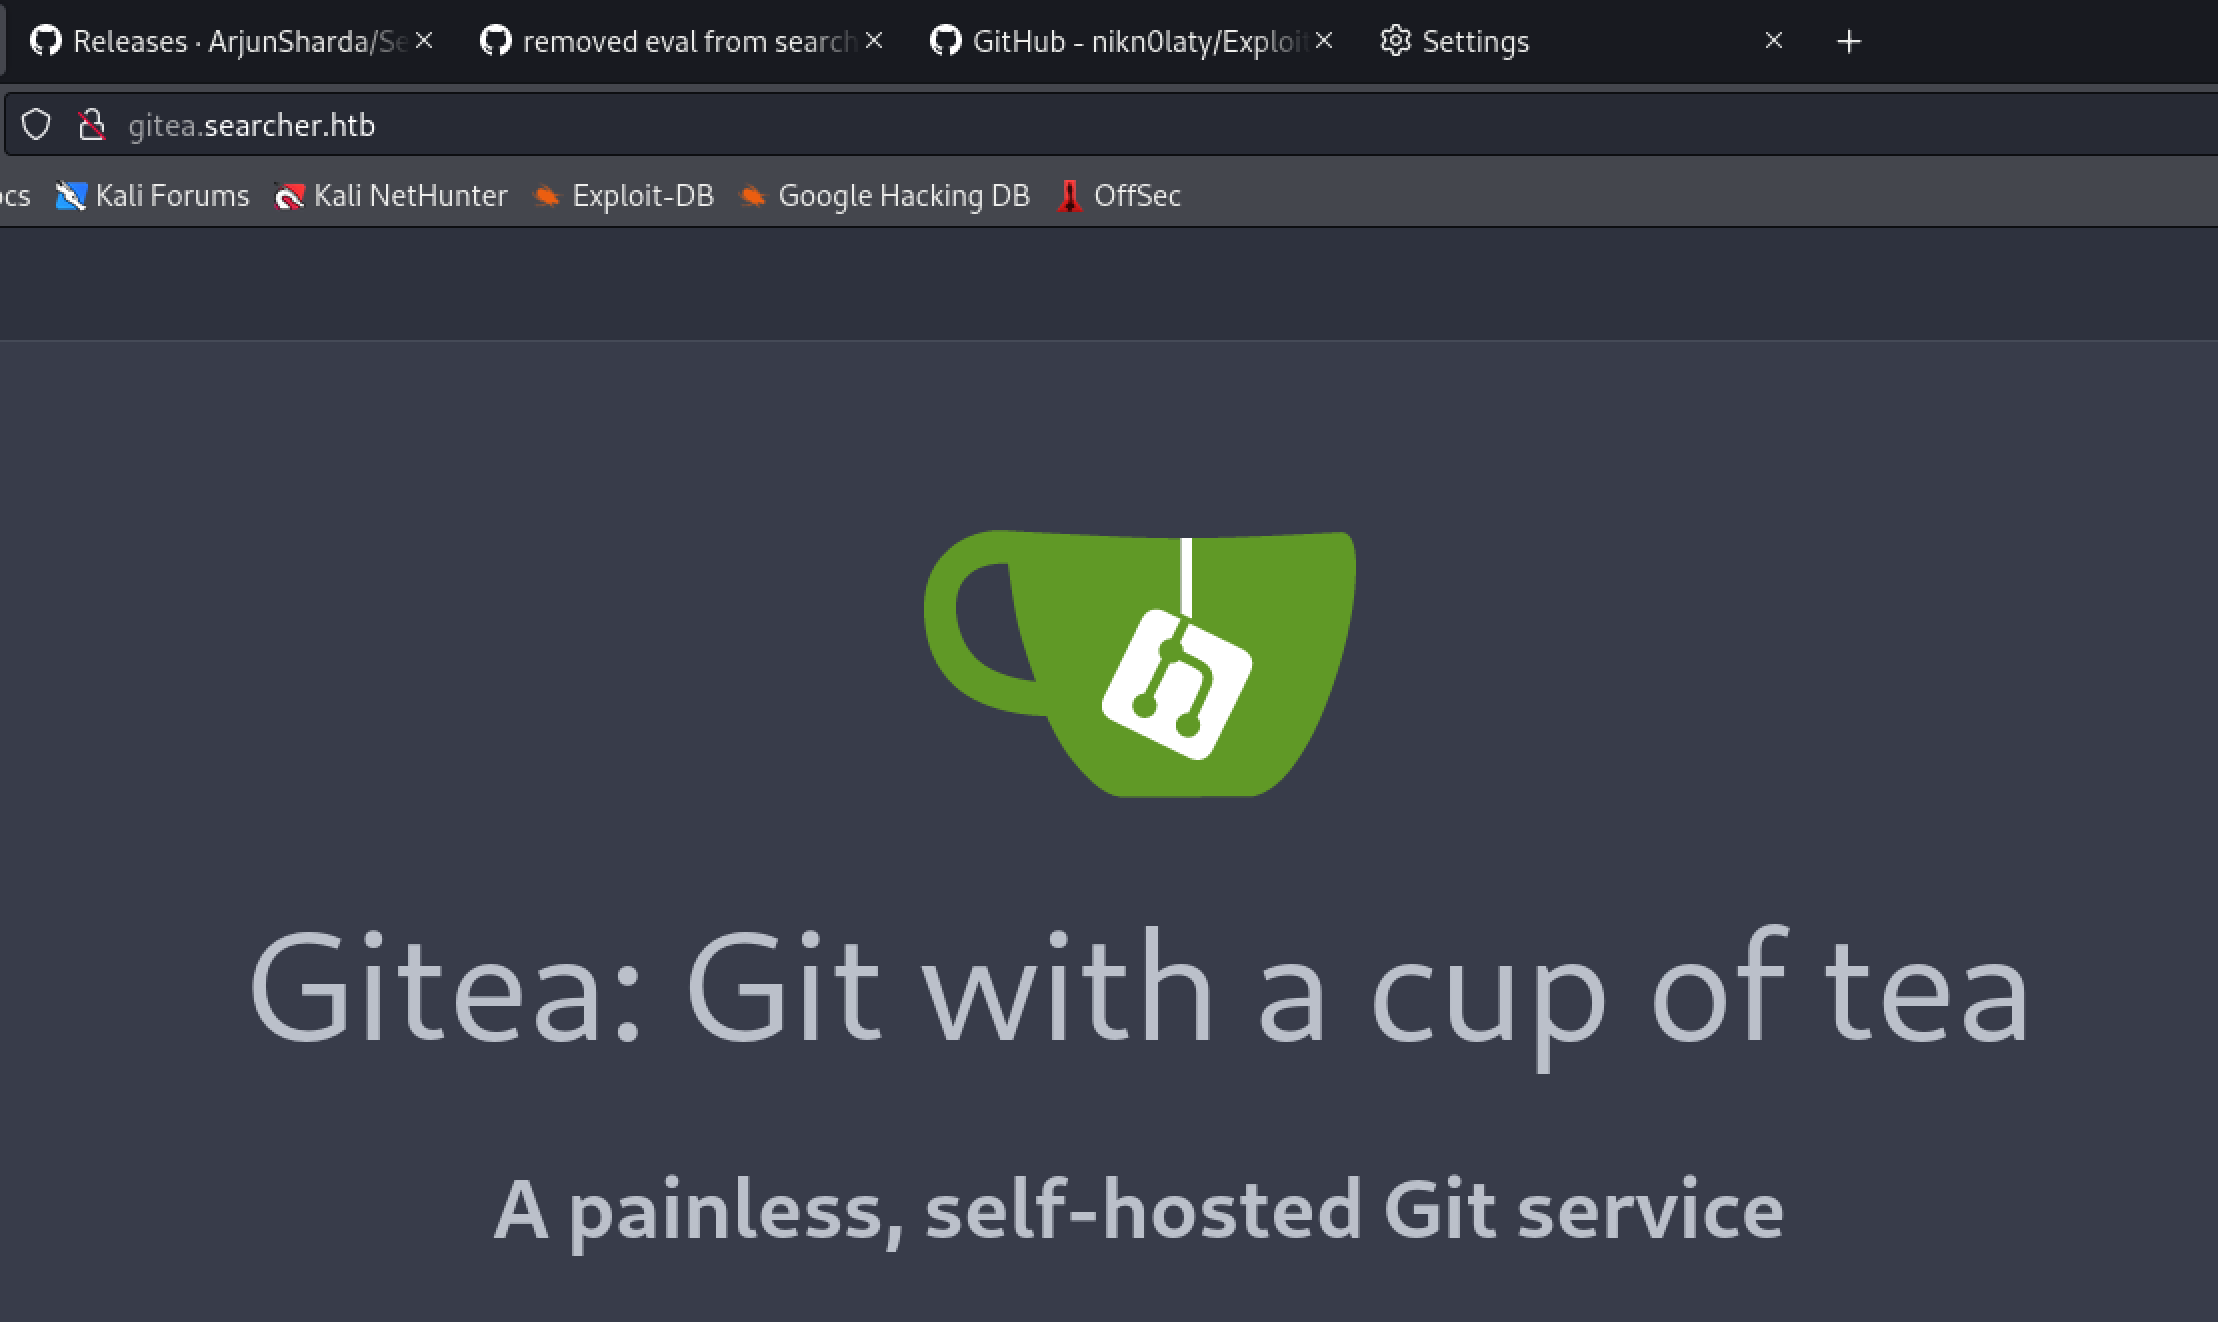 Releases · ArjunSharda/Se removed eval from search GitHub - nikn0laty/Exploit Settings
gitea.searcher.htb
ocs Kali Forums Kali NetHunter Exploit-DB Google Hacking DB OffSec
Gitea: Git with a cup of tea
A painless, self-hosted Git service